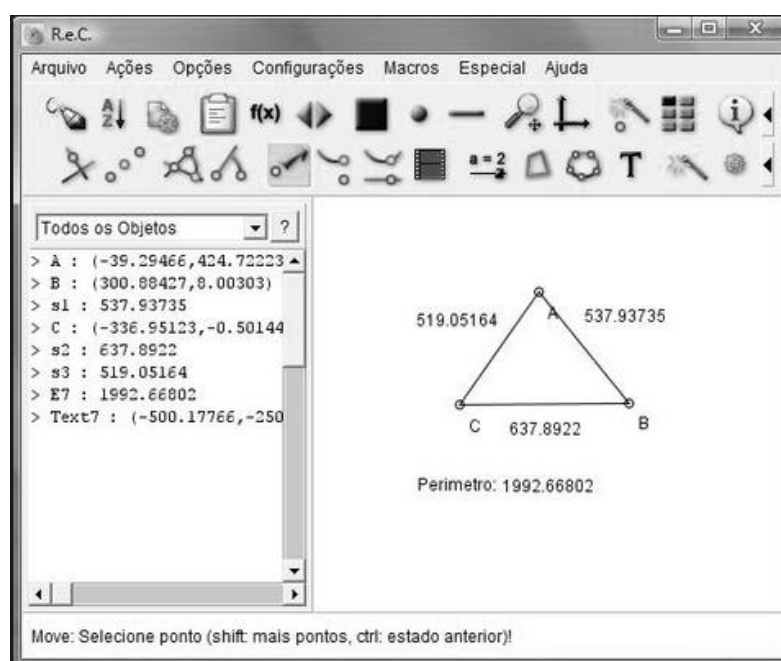 R.e.C.
Arquivo Ações Opções Configurações Macros Especial Ajuda
A
Z
f(x)
i
a = 2
T
Todos os Objetos
?
> A : (-39.29466,424.72223
> B : (300.88427,8.00303)
> s1 : 537.93735
> C : (-336.95123,-0.50144
> s2 : 637.8922
> s3 : 519.05164
> E7 : 1992.66802
> Text7 : (-500.17766,-250
519.05164
A
537.93735
C
637.8922
B
Perimetro: 1992.66802
Move: Selecione ponto (shift: mais pontos, ctrl: estado anterior)!